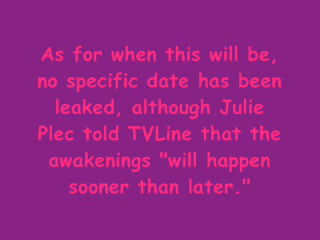 As for when this will be,
no specific date has been
leaked, although Julie
Plec told TVLine that the
awakenings "will happen
sooner than later."